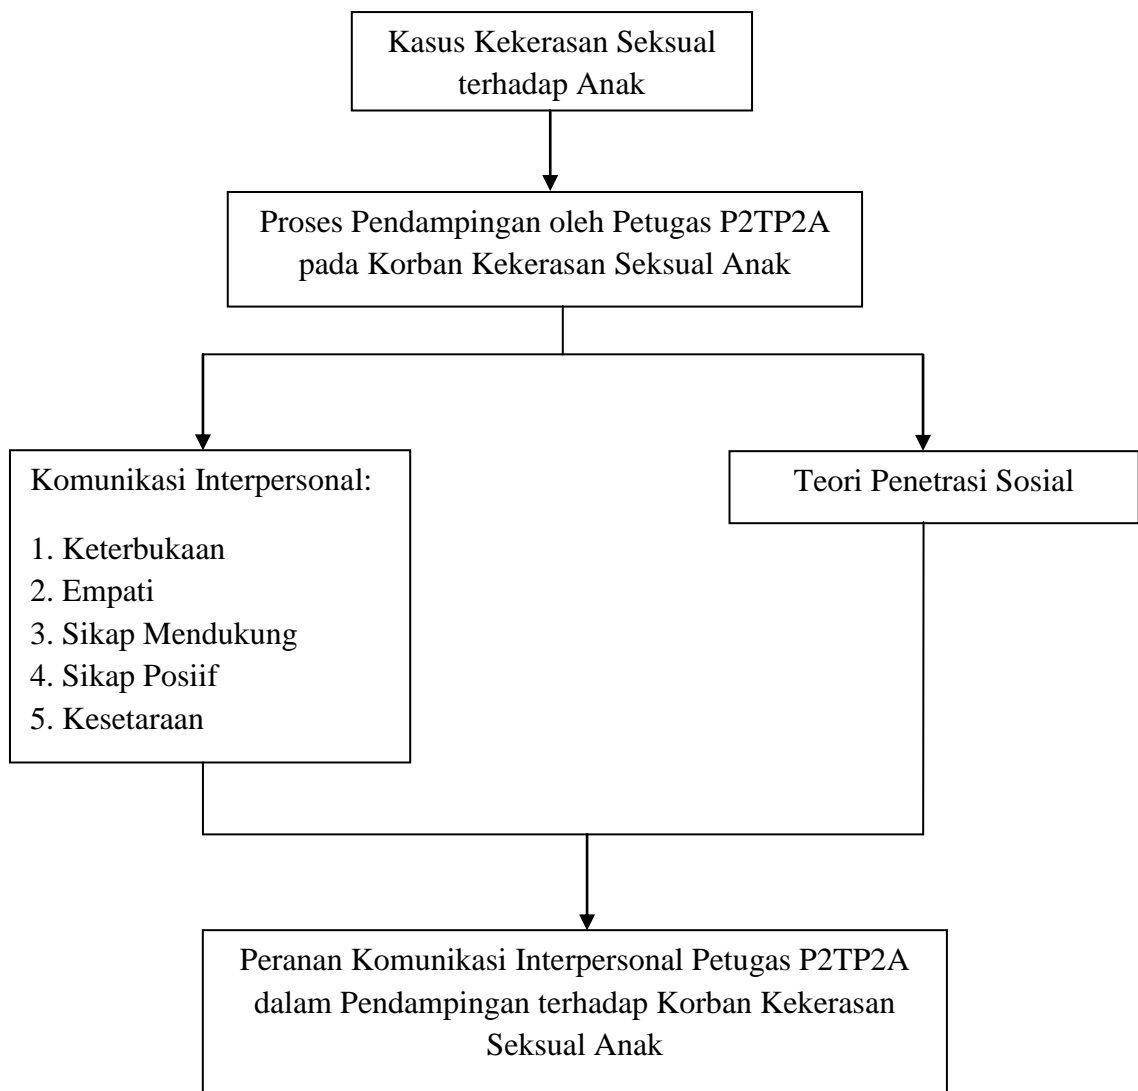 Kasus Kekerasan Seksual
terhadap Anak
Proses Pendampingan oleh Petugas P2TP2A
pada Korban Kekerasan Seksual Anak
Komunikasi Interpersonal:
1. Keterbukaan
2. Empati
3. Sikap Mendukung
4. Sikap Posiif
5. Kesetaraan
Teori Penetrasi Sosial
Peranan Komunikasi Interpersonal Petugas P2TP2A
dalam Pendampingan terhadap Korban Kekerasan
Seksual Anak